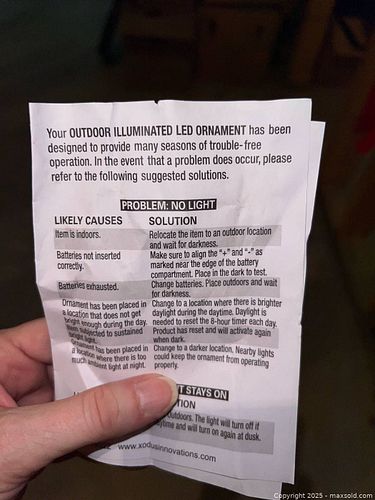 Your OUTDOOR ILLUMINATED LED ORNAMENT has been
designed to provide many seasons of trouble-free
operation. In the event that a problem does occur, please
refer to the following suggested solutions.
PROBLEM: NO LIGHT
LIKELY CAUSES SOLUTION
Item is indoors. Relocate the item to an outdoor location
and wait for darkness.
Batteries not inserted Make sure to align the "+" and "-" as
correctly. marked near the edge of the battery
compartment. Place in the dark to test.
Batteries exhausted. Change batteries. Place outdoors and wait
for darkness.
Ornament has been placed in Change to a location where there is brighter
a location that does not get daylight during the daytime. Daylight is
bright enough during the day. needed to reset the 8-hour timer each day.
subjected to sustained Product has reset and will activate again
bright light. when dark.
Ornament has been placed in Change to a darker location. Nearby lights
a location where there is too could keep the ornament from operating
much ambient light at night. properly.
STAYS ON
outdoors. The light will turn off if
and will turn on again at dusk.
www.xodusinnovations.com
Copyright 2025 - maxsold.com